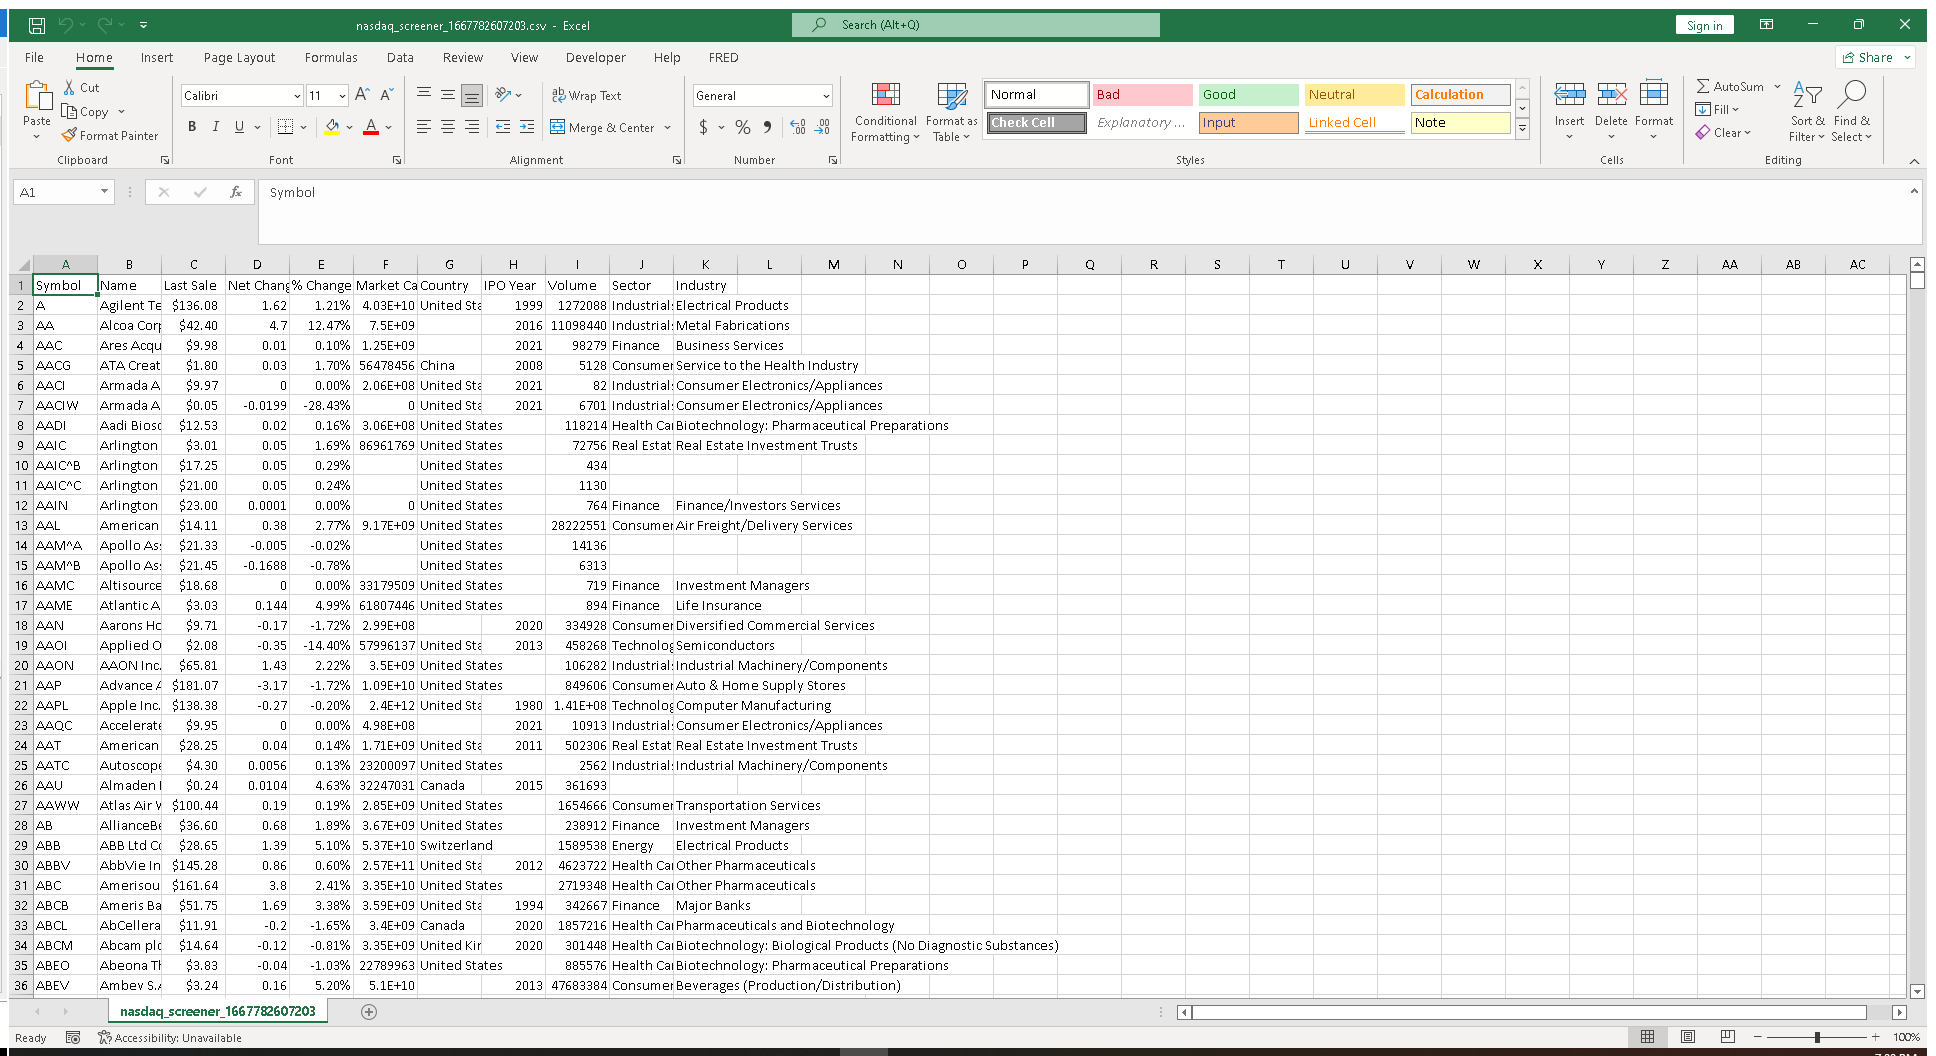 nasdaq_screener_1667782607203.csv - Excel
Search (Alt+Q)
Sign in
File Home Insert Page Layout Formulas Data Review View Developer Help FRED
Share
Paste
Cut
Copy
Format Painter
Clipboard
Calibri 11
B I U
Font
Wrap Text
Merge & Center
Alignment
General
$ %
Number
Conditional Formatting
Format as Table
Normal Bad Good Neutral Calculation
Check Cell Explanatory ... Input Linked Cell Note
Styles
Insert Delete Format
Cells
AutoSum
Fill
Clear
Sort & Filter
Find & Select
Editing
A1 fx Symbol
A B C D E F G H I J K L M N O P Q R S T U V W X Y Z AA AB AC
1 Symbol Name Last Sale Net Chang % Change Market Ca Country IPO Year Volume Sector Industry
2 A Agilent Te $136.08 1.62 1.21% 4.03E+10 United Sta 1999 1272088 Industrials Electrical Products
3 AA Alcoa Corp $42.40 4.7 12.47% 7.5E+09 2016 11098440 Industrials Metal Fabrications
4 AAC Ares Acqu $9.98 0.01 0.10% 1.25E+09 2021 98279 Finance Business Services
5 AACG ATA Creat $1.80 0.03 1.70% 56478456 China 2008 5128 Consumer Service to the Health Industry
6 AACI Armada A $9.97 0 0.00% 2.06E+08 United Sta 2021 82 Industrials Consumer Electronics/Appliances
7 AACIW Armada A $0.05 -0.0199 -28.43% 0 United Sta 2021 6701 Industrials Consumer Electronics/Appliances
8 AADI Aadi Biosc $12.53 0.02 0.16% 3.06E+08 United States 118214 Health Car Biotechnology: Pharmaceutical Preparations
9 AAIC Arlington $3.01 0.05 1.69% 86961769 United States 72756 Real Estat Real Estate Investment Trusts
10 AAIC^B Arlington $17.25 0.05 0.29% United States 434
11 AAIC^C Arlington $21.00 0.05 0.24% United States 1130
12 AAIN Arlington $23.00 0.0001 0.00% 0 United States 764 Finance Finance/Investors Services
13 AAL American $14.11 0.38 2.77% 9.17E+09 United States 28222551 Consumer Air Freight/Delivery Services
14 AAM^A Apollo Ass $21.33 -0.005 -0.02% United States 14136
15 AAM^B Apollo Ass $21.45 -0.1688 -0.78% United States 6313
16 AAMC Altisource $18.68 0 0.00% 33179509 United States 719 Finance Investment Managers
17 AAME Atlantic A $3.03 0.144 4.99% 61807446 United States 894 Finance Life Insurance
18 AAN Aarons Ho $9.71 -0.17 -1.72% 2.99E+08 2020 334928 Consumer Diversified Commercial Services
19 AAOI Applied O $2.08 -0.35 -14.40% 57996137 United Sta 2013 458268 Technolog Semiconductors
20 AAON AAON Inc. $65.81 1.43 2.22% 3.5E+09 United States 106282 Industrials Industrial Machinery/Components
21 AAP Advance A $181.07 -3.17 -1.72% 1.09E+10 United States 849606 Consumer Auto & Home Supply Stores
22 AAPL Apple Inc. $138.38 -0.27 -0.20% 2.4E+12 United Sta 1980 1.41E+08 Technolog Computer Manufacturing
23 AAQC Accelerate $9.95 0 0.00% 4.98E+08 2021 10913 Industrials Consumer Electronics/Appliances
24 AAT American $28.25 0.04 0.14% 1.71E+09 United Sta 2011 502306 Real Estat Real Estate Investment Trusts
25 AATC Autoscope $4.30 0.0056 0.13% 23200097 United States 2562 Industrials Industrial Machinery/Components
26 AAU Almaden $0.24 0.0104 4.63% 32247031 Canada 2015 361693
27 AAWW Atlas Air W $100.44 0.19 0.19% 2.85E+09 United States 1654666 Consumer Transportation Services
28 AB AllianceBe $36.60 0.68 1.89% 3.67E+09 United States 238912 Finance Investment Managers
29 ABB ABB Ltd Co $28.65 1.39 5.10% 5.37E+10 Switzerland 1589538 Energy Electrical Products
30 ABBV AbbVie In $145.28 0.86 0.60% 2.57E+11 United Sta 2012 4623722 Health Car Other Pharmaceuticals
31 ABC Amerisou $161.64 3.8 2.41% 3.35E+10 United States 2719348 Health Car Other Pharmaceuticals
32 ABCB Ameris Ba $51.75 1.69 3.38% 3.59E+09 United Sta 1994 342667 Finance Major Banks
33 ABCL AbCellera $11.91 -0.2 -1.65% 3.4E+09 Canada 2020 1857216 Health Car Pharmaceuticals and Biotechnology
34 ABCM Abcam plc $14.64 -0.12 -0.81% 3.35E+09 United Kin 2020 301448 Health Car Biotechnology: Biological Products (No Diagnostic Substances)
35 ABEO Abeona Th $3.83 -0.04 -1.03% 22789963 United States 885576 Health Car Biotechnology: Pharmaceutical Preparations
36 ABEV Ambev S.A $3.24 0.16 5.20% 5.1E+10 2013 47683384 Consumer Beverages (Production/Distribution)
nasdaq_screener_1667782607203
Ready Accessibility: Unavailable 100%